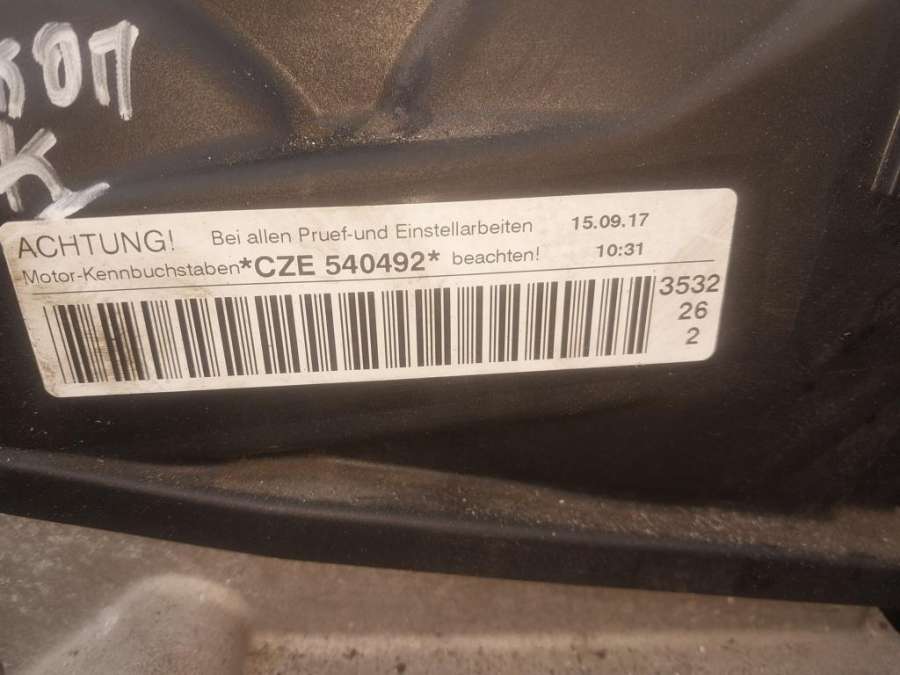 ACHTUNG! Bei allen Pruef-und Einstellarbeiten 15.09.17
Motor-Kennbuchstaben *CZE 540492* beachten! 10:31
3532
26
2